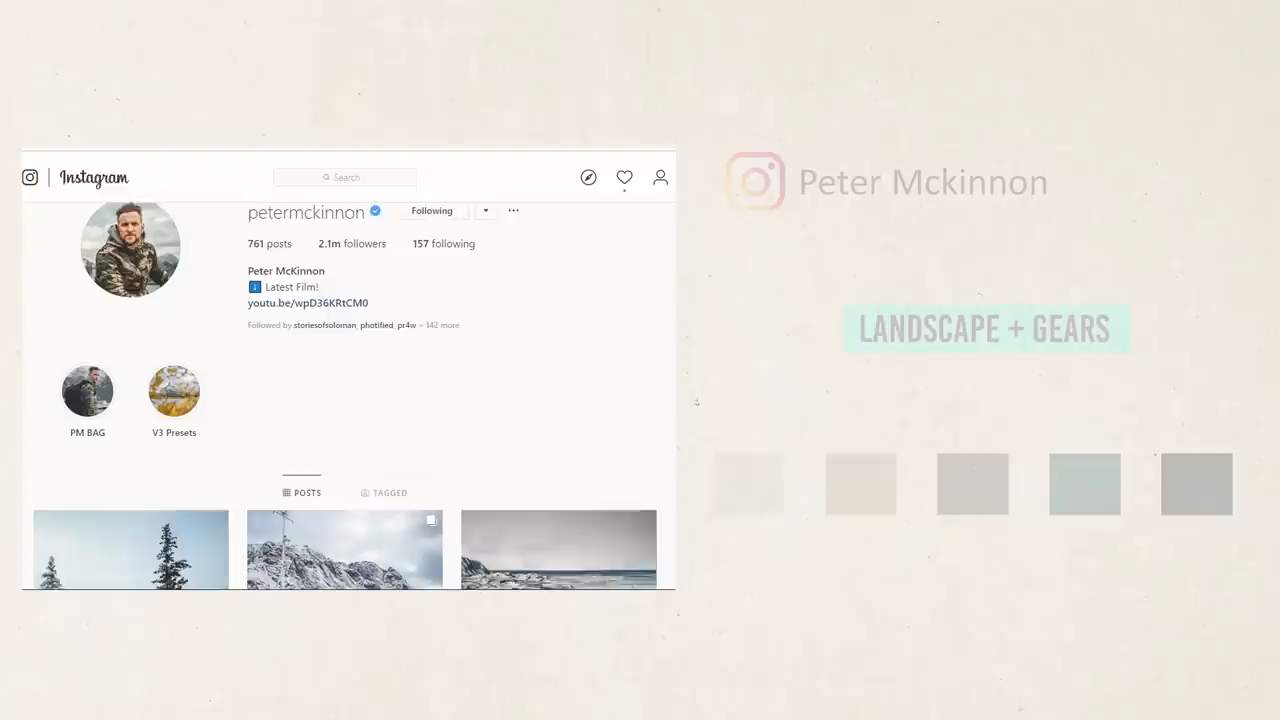 Instagram
Search
petermckinnon
Following
761 posts
2.1m followers
157 following
Peter McKinnon
Latest Film!
youtu.be/wpD36KRtCM0
Followed by storiesofsoloman, photified, pr4w + 142 more
PM BAG
V3 Presets
POSTS
TAGGED
Peter Mckinnon
LANDSCAPE + GEARS